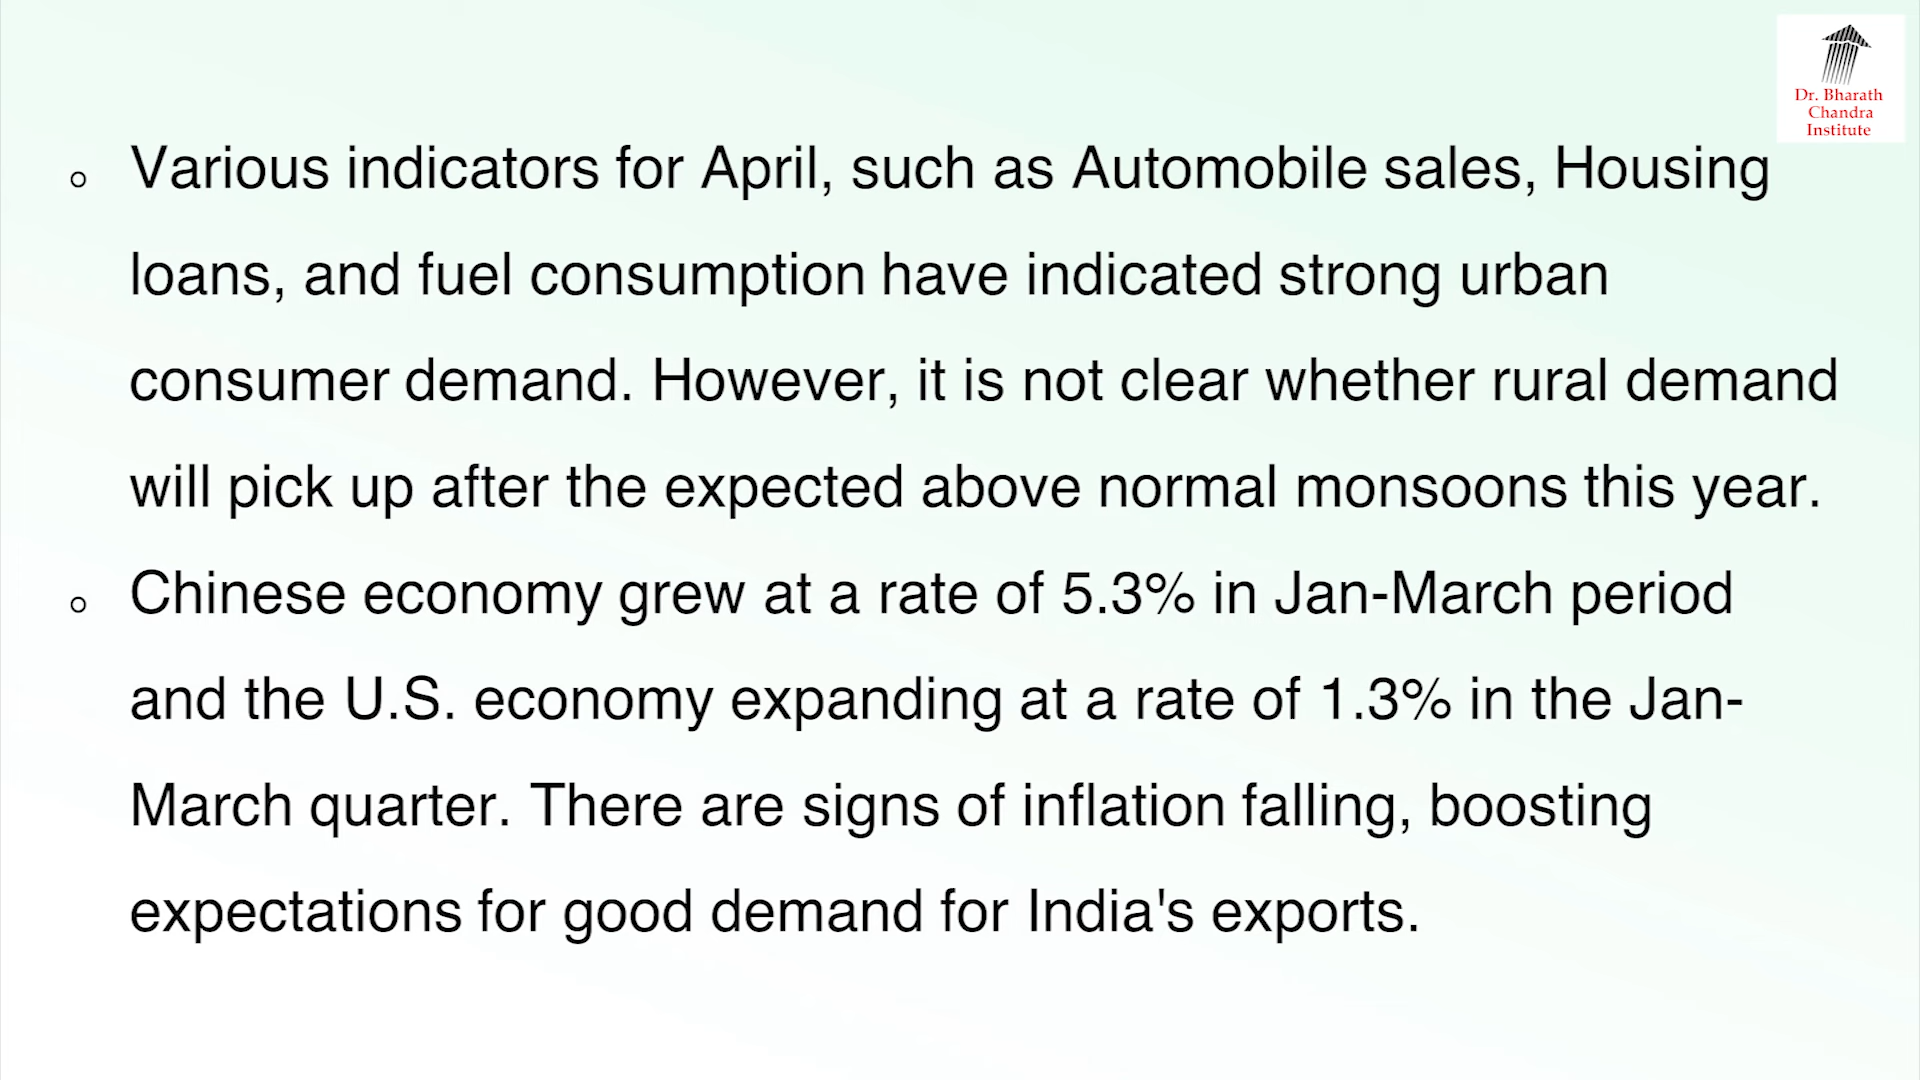 Dr. Bharath
Chandra
Institute
o Various indicators for April, such as Automobile sales, Housing
loans, and fuel consumption have indicated strong urban
consumer demand. However, it is not clear whether rural demand
will pick up after the expected above normal monsoons this year.
o Chinese economy grew at a rate of 5.3% in Jan-March period
and the U.S. economy expanding at a rate of 1.3% in the Jan-
March quarter. There are signs of inflation falling, boosting
expectations for good demand for India's exports.